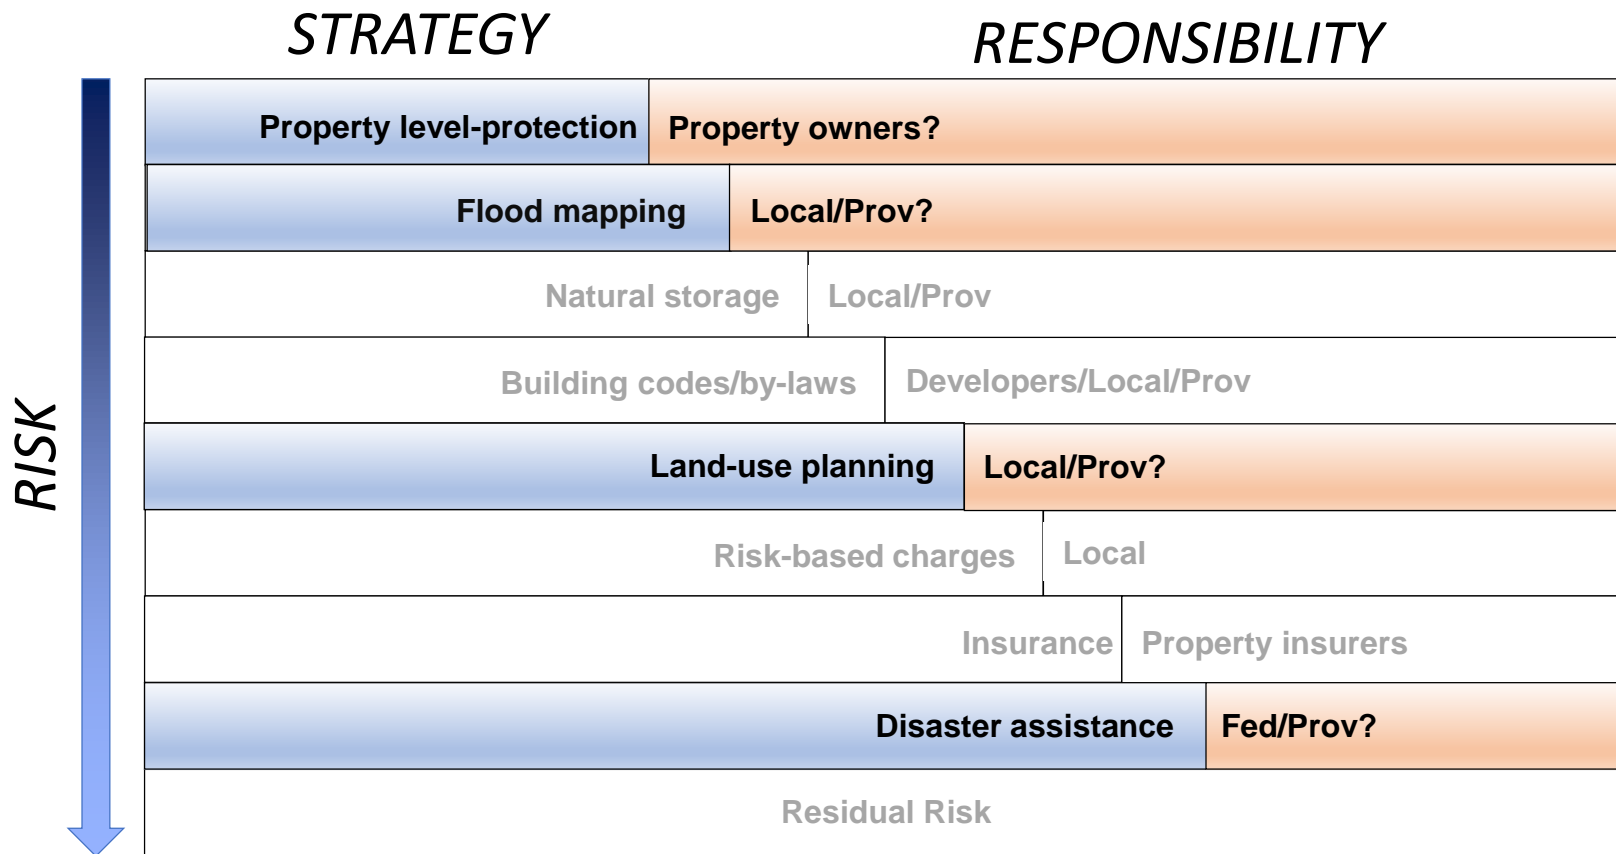 STRATEGY
RESPONSIBILITY
RISK
Property level-protection
Property owners?
Flood mapping
Local/Prov?
Natural storage
Local/Prov
Building codes/by-laws
Developers/Local/Prov
Land-use planning
Local/Prov?
Risk-based charges
Local
Insurance
Property insurers
Disaster assistance
Fed/Prov?
Residual Risk